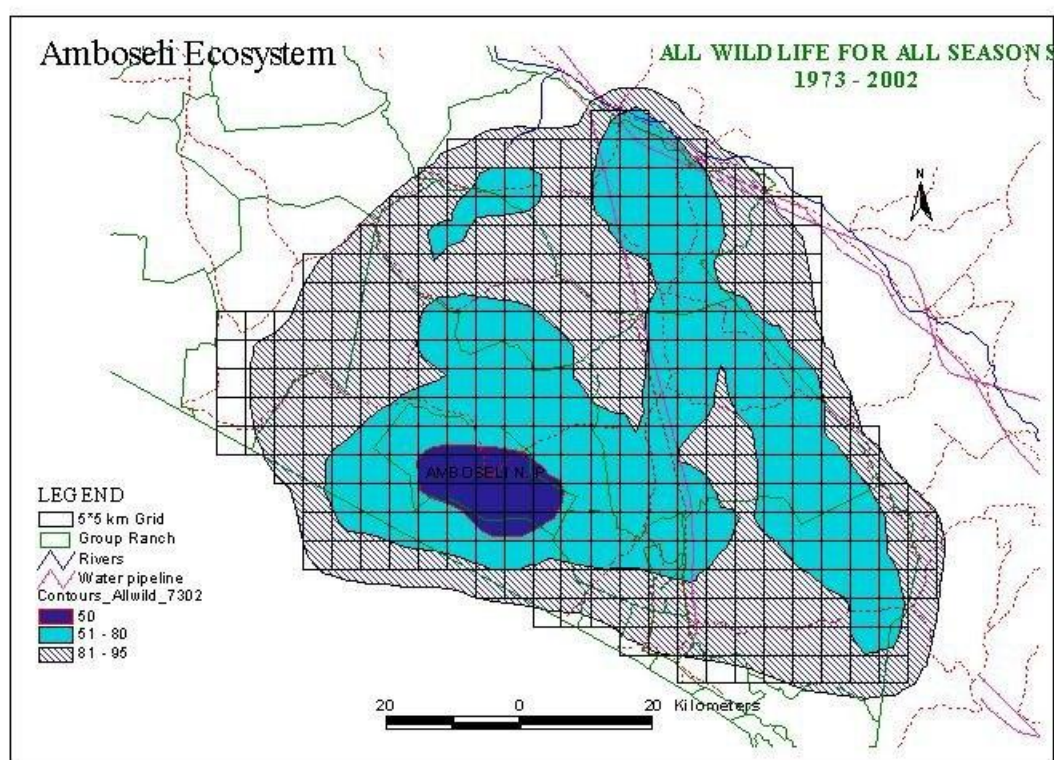 Amboseli Ecosystem
ALL WILDLIFE FOR ALL SEASONS
1973 - 2002
N
AMBOSELI N. P.
LEGEND
5*5 km Grid
Group Ranch
Rivers
Water pipeline
Contours_Allwild_7302
50
51 - 80
81 - 95
20 0 20 Kilometers